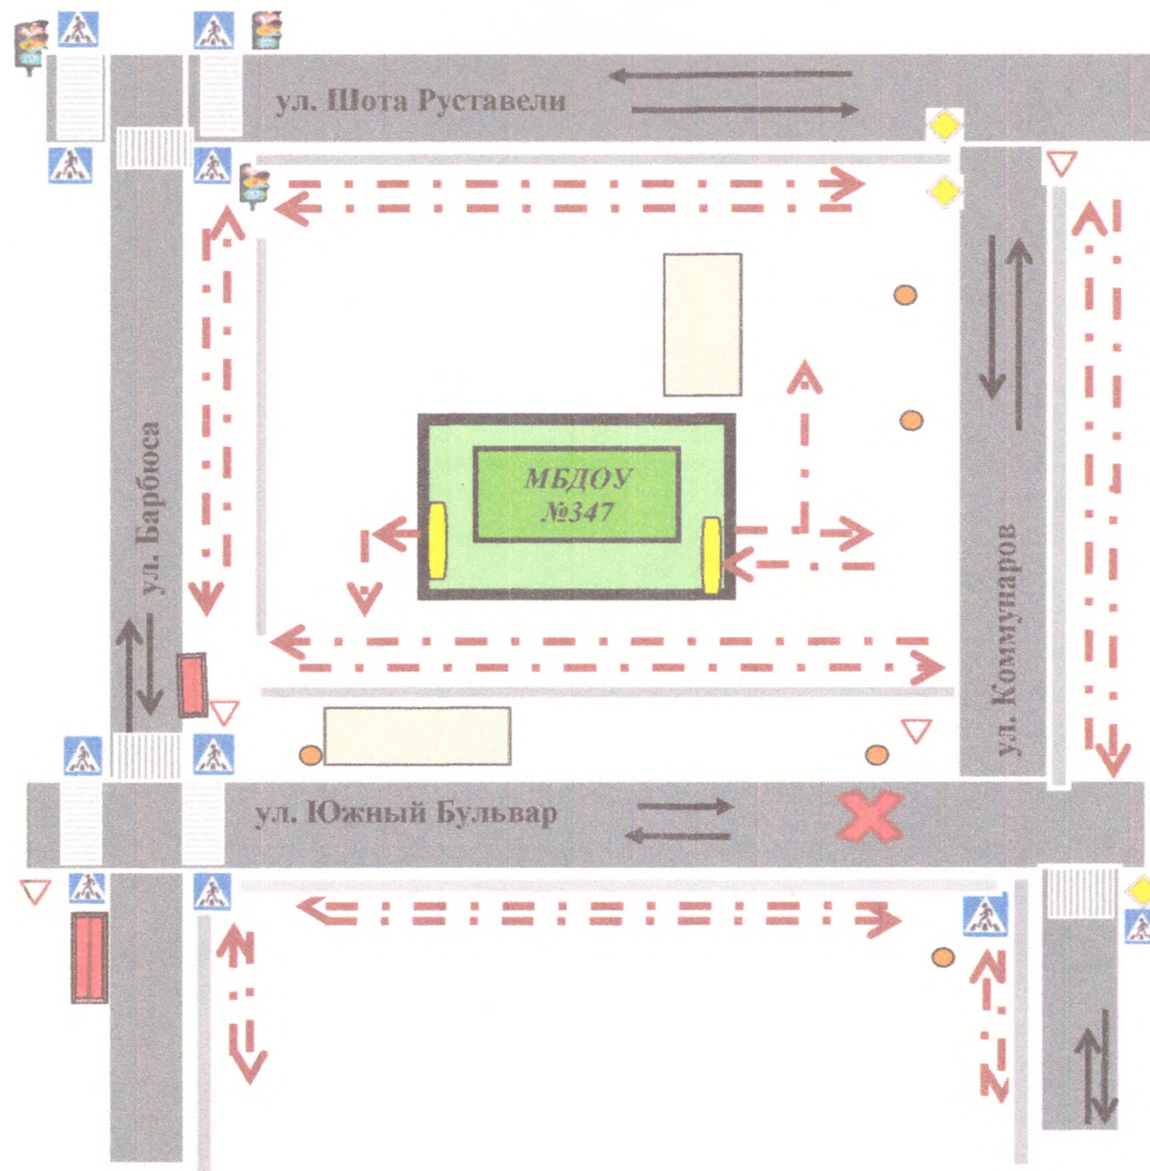 ул. Шота Руставели
ул. Барбюса
МБДОУ
№347
ул. Коммунаров
ул. Южный Бульвар